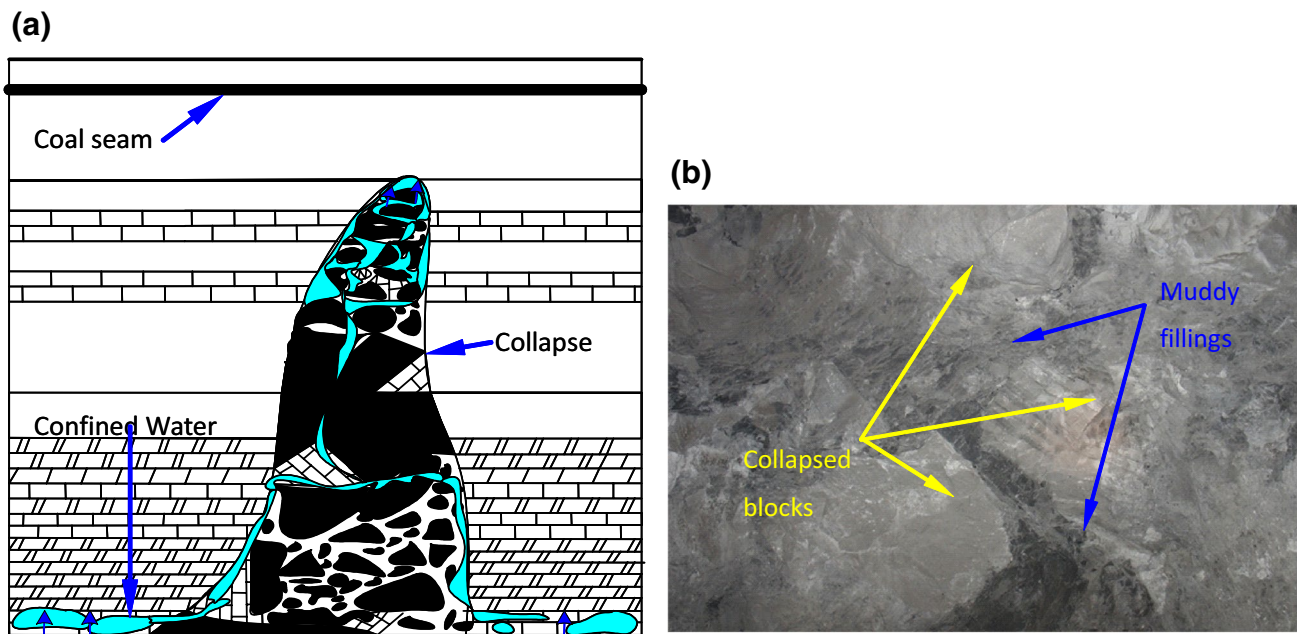 (a)
Coal seam
Collapse
Confined Water
(b)
Muddy
fillings
Collapsed
blocks